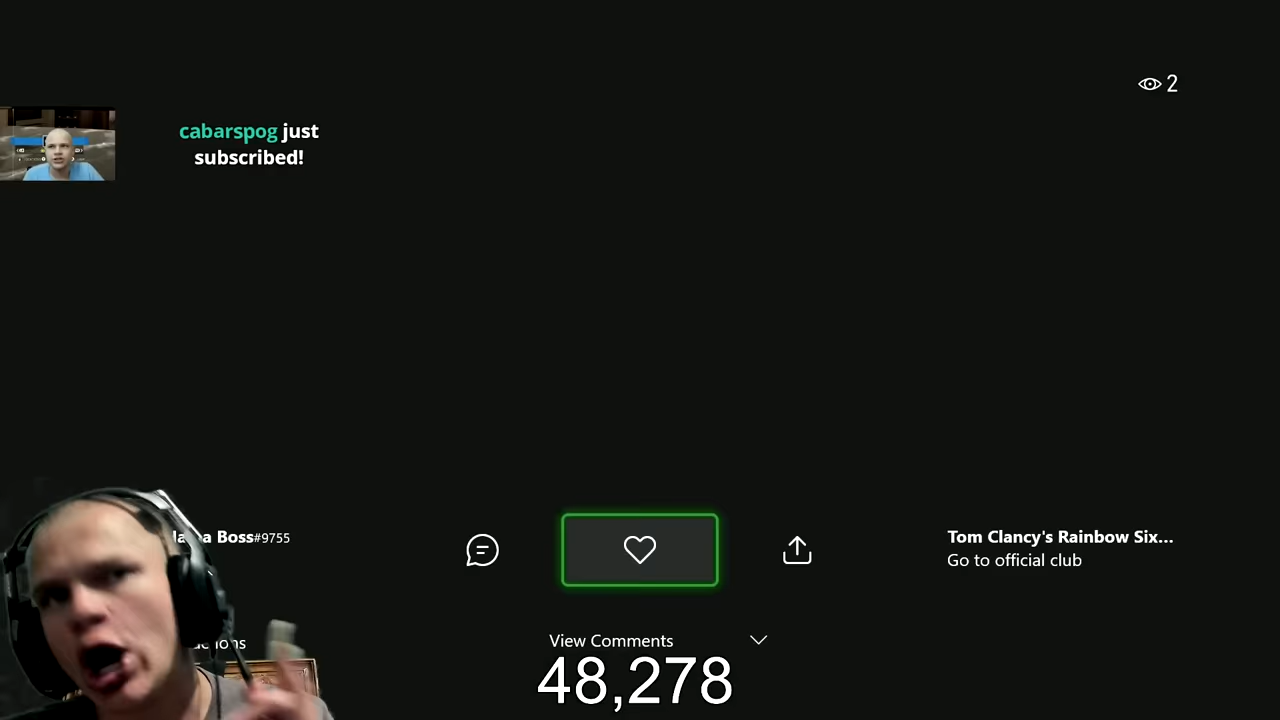 2
cabarspog just
subscribed!
Boss#9755
Tom Clancy's Rainbow Six...
Go to official club
View Comments
48,278